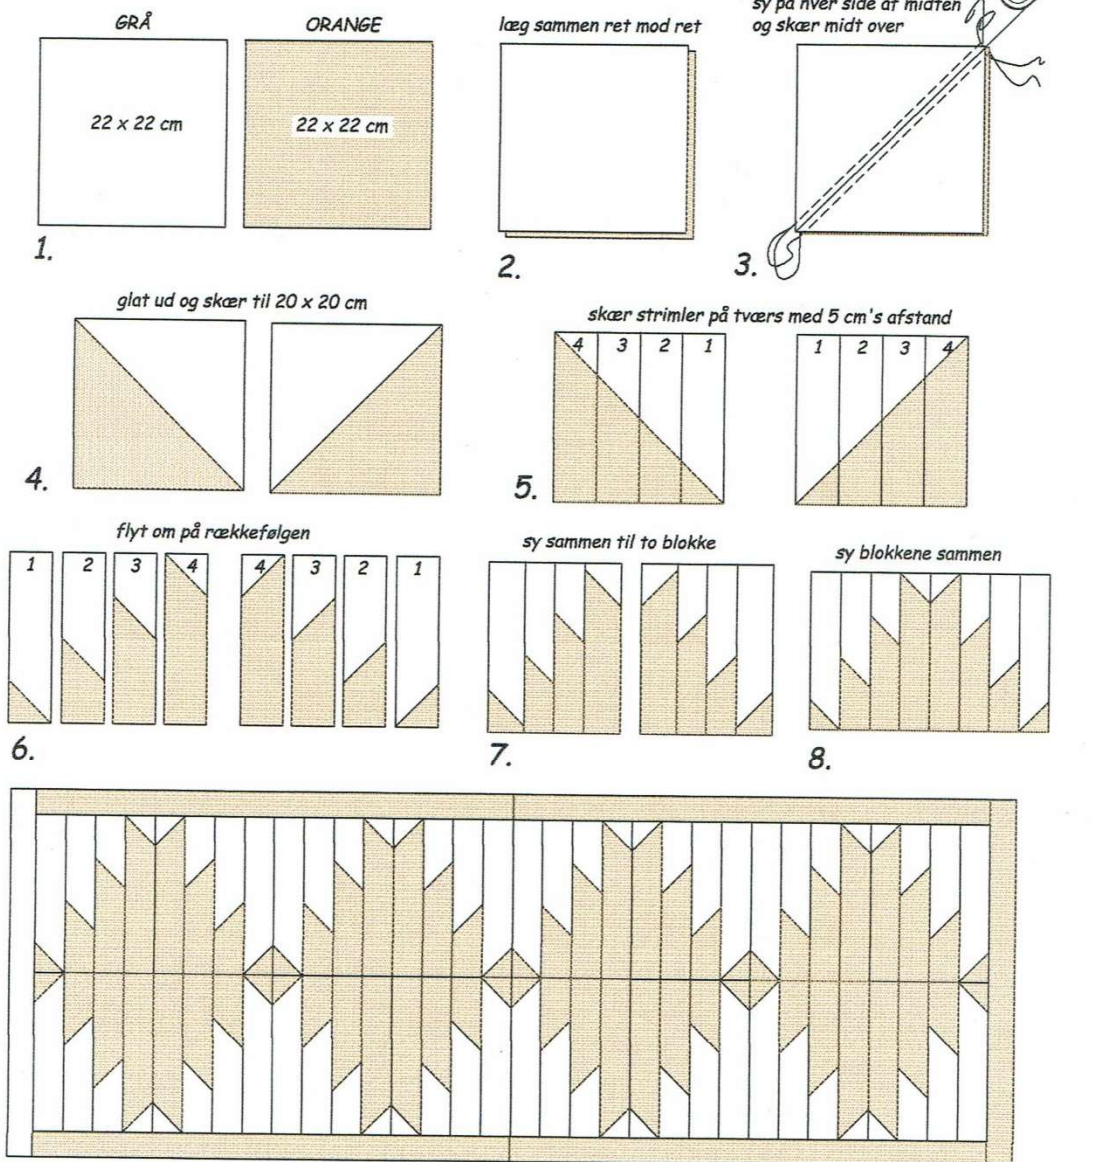 GRÅ
ORANGE
22 x 22 cm
22 x 22 cm
1.
læg sammen ret mod ret
2.
sy på hver side af midten
og skær midt over
3.
glat ud og skær til 20 x 20 cm
4.
skær strimler på tværs med 5 cm's afstand
4 3 2 1
1 2 3 4
5.
flyt om på rækkefølgen
1 2 3 4
4 3 2 1
6.
sy sammen til to blokke
7.
sy blokkene sammen
8.